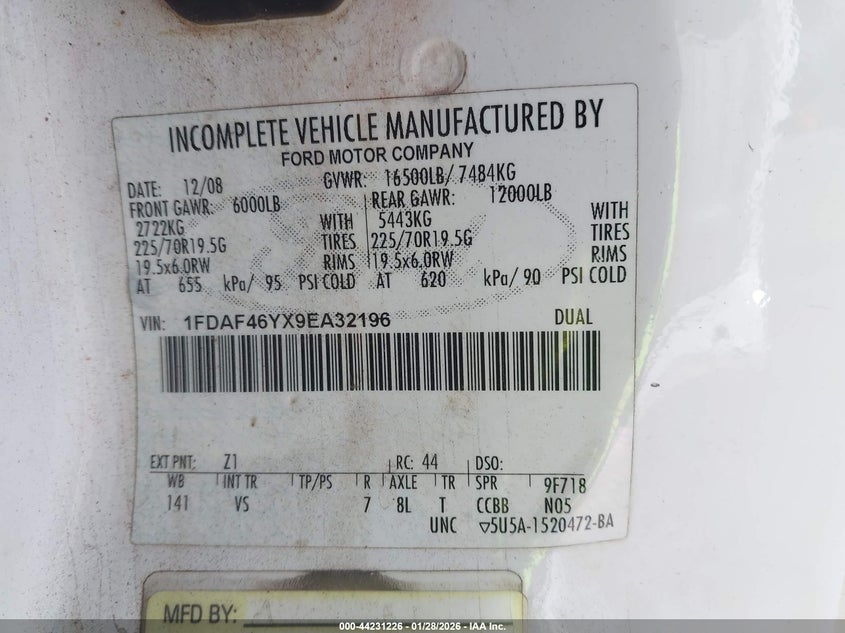 INCOMPLETE VEHICLE MANUFACTURED BY
FORD MOTOR COMPANY
DATE: 12/08 GVWR: 16500LB/ 7484KG
FRONT GAWR: 6000LB REAR GAWR: 12000LB
2722KG WITH 5443KG WITH
225/70R19.5G TIRES 225/70R19.5G TIRES
19.5x6.0RW RIMS 19.5x6.0RW RIMS
AT 655 kPa/ 95 PSI COLD AT 620 kPa/ 90 PSI COLD
VIN: 1FDAF46YX9EA32196 DUAL
EXT PNT: Z1 RC: 44 DSO:
WB INT TR TP/PS R AXLE TR SPR 9F718
141 VS 7 8L T CCBB N05
UNC ▽5U5A-1520472-BA
MFD BY:
000-44231226 - 01/28/2026 - IAA Inc.